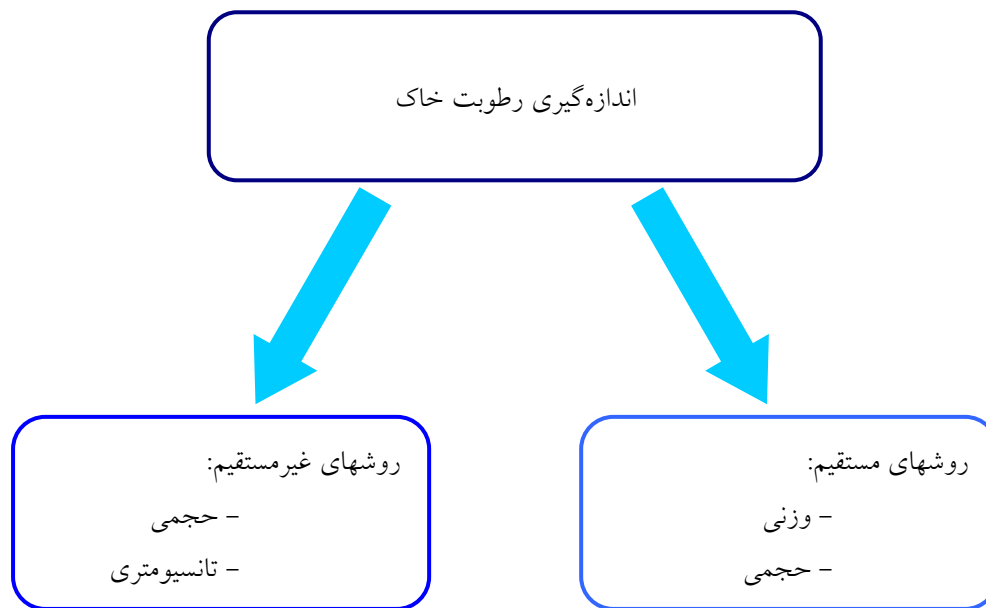 اندازه‌گیری رطوبت خاک
روشهای مستقیم:
- وزنی
- حجمی
روشهای غیرمستقیم:
- حجمی
- تانسیومتری